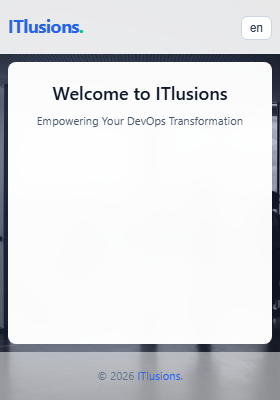 ITlusions.
en
Welcome to ITlusions
Empowering Your DevOps Transformation
© 2026 ITlusions.